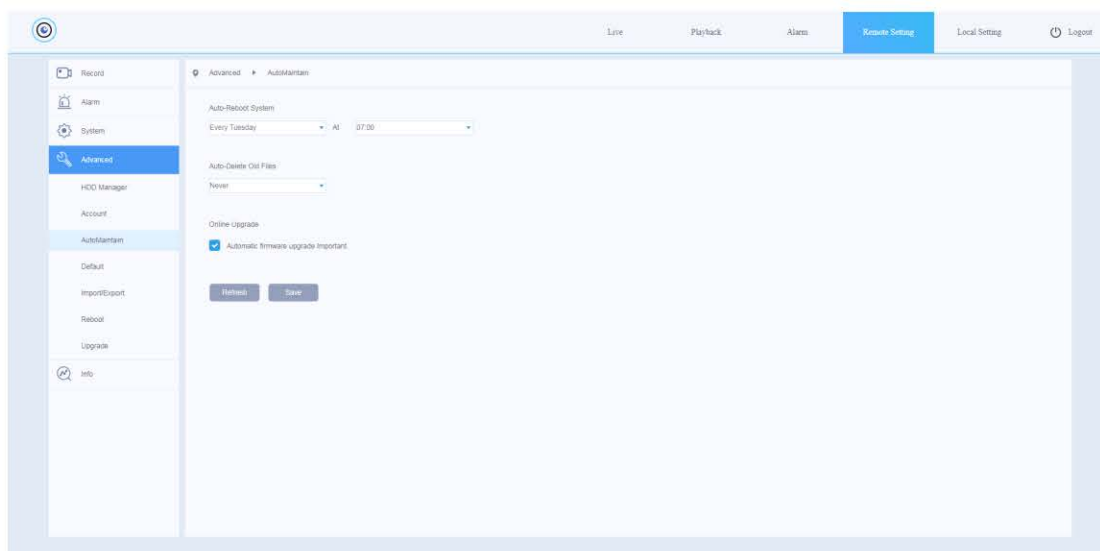 Live Playback Alarm Remote Setting Local Setting Logout
Record
Alarm
System
Advanced
HDD Manager
Account
AutoMaintain
Default
Import/Export
Reboot
Upgrade
Info
Advanced AutoMaintain
Auto-Reboot System
Every Tuesday At 07:00
Auto-Delete Old Files
Never
Online Upgrade
Automatic firmware upgrade Important
Refresh Save